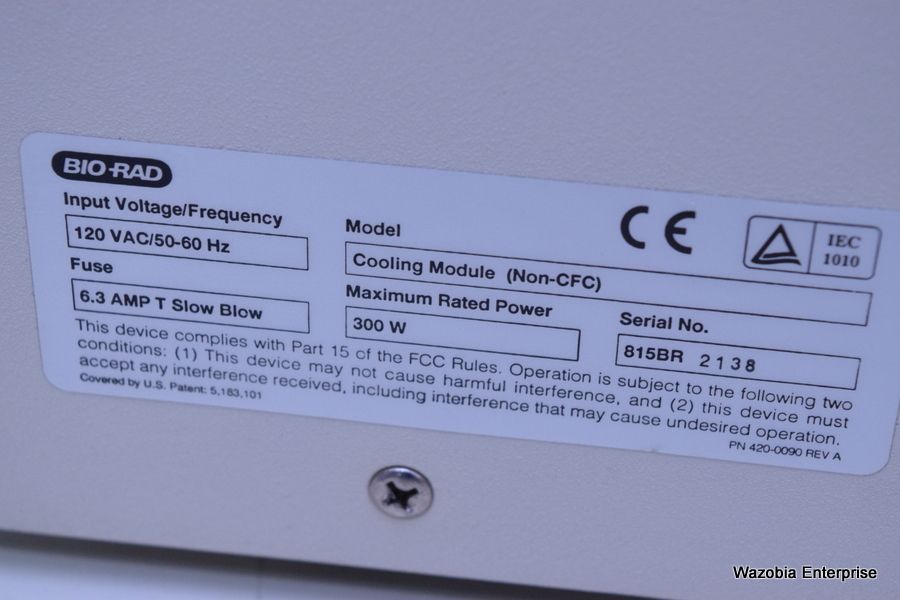 BIO-RAD
Input Voltage/Frequency
120 VAC/50-60 Hz
Fuse
6.3 AMP T Slow Blow
Model
Cooling Module (Non-CFC)
Maximum Rated Power
300 W
CE
IEC
1010
Serial No.
815BR 2138
This device complies with Part 15 of the FCC Rules. Operation is subject to the following two
conditions: (1) This device may not cause harmful interference, and (2) this device must
accept any interference received, including interference that may cause undesired operation.
Covered by U.S. Patent: 5,183,101
PN 420-0090 REV A
Wazobia Enterprise